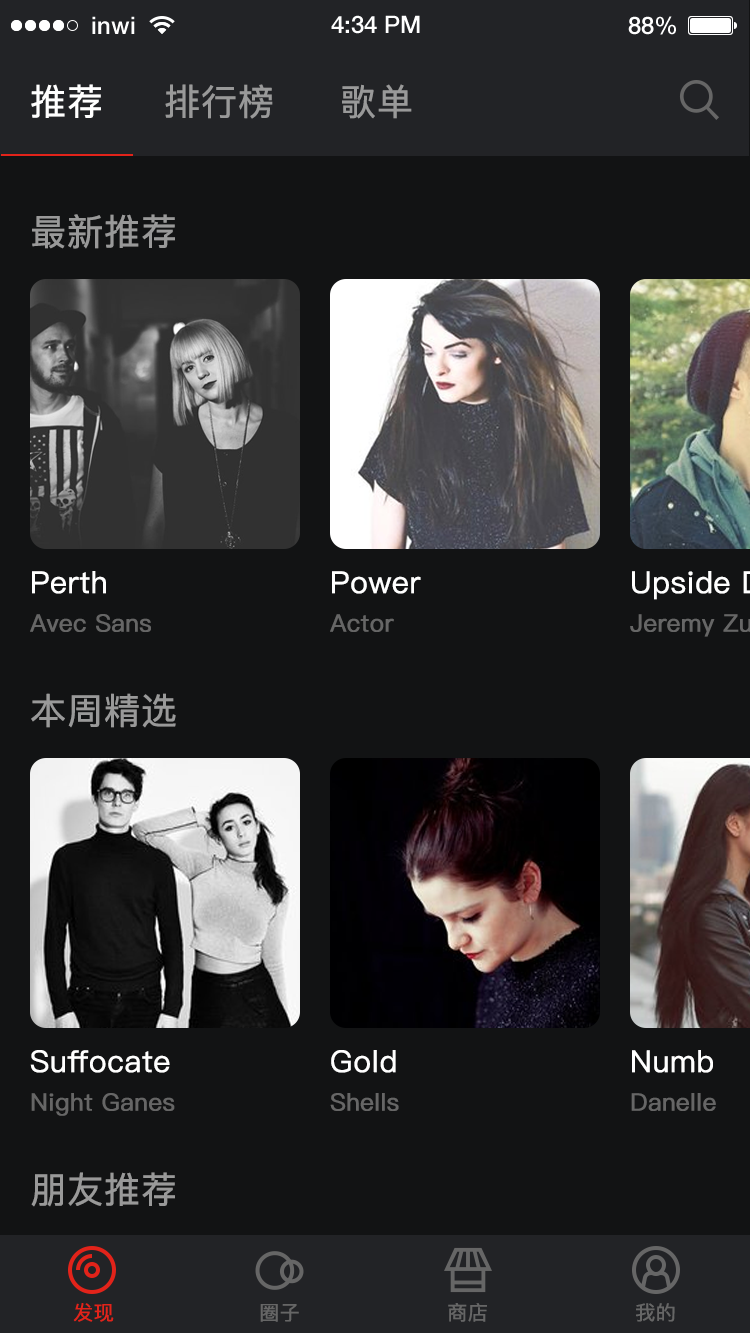 inwi 4:34 PM 88%
推荐 排行榜 歌单
最新推荐
Perth Power Upside
Avec Sans Actor Jeremy
本周精选
Suffocate Gold Numb
Night Ganes Shells Danelle
朋友推荐
发现 圈子 商店 我的